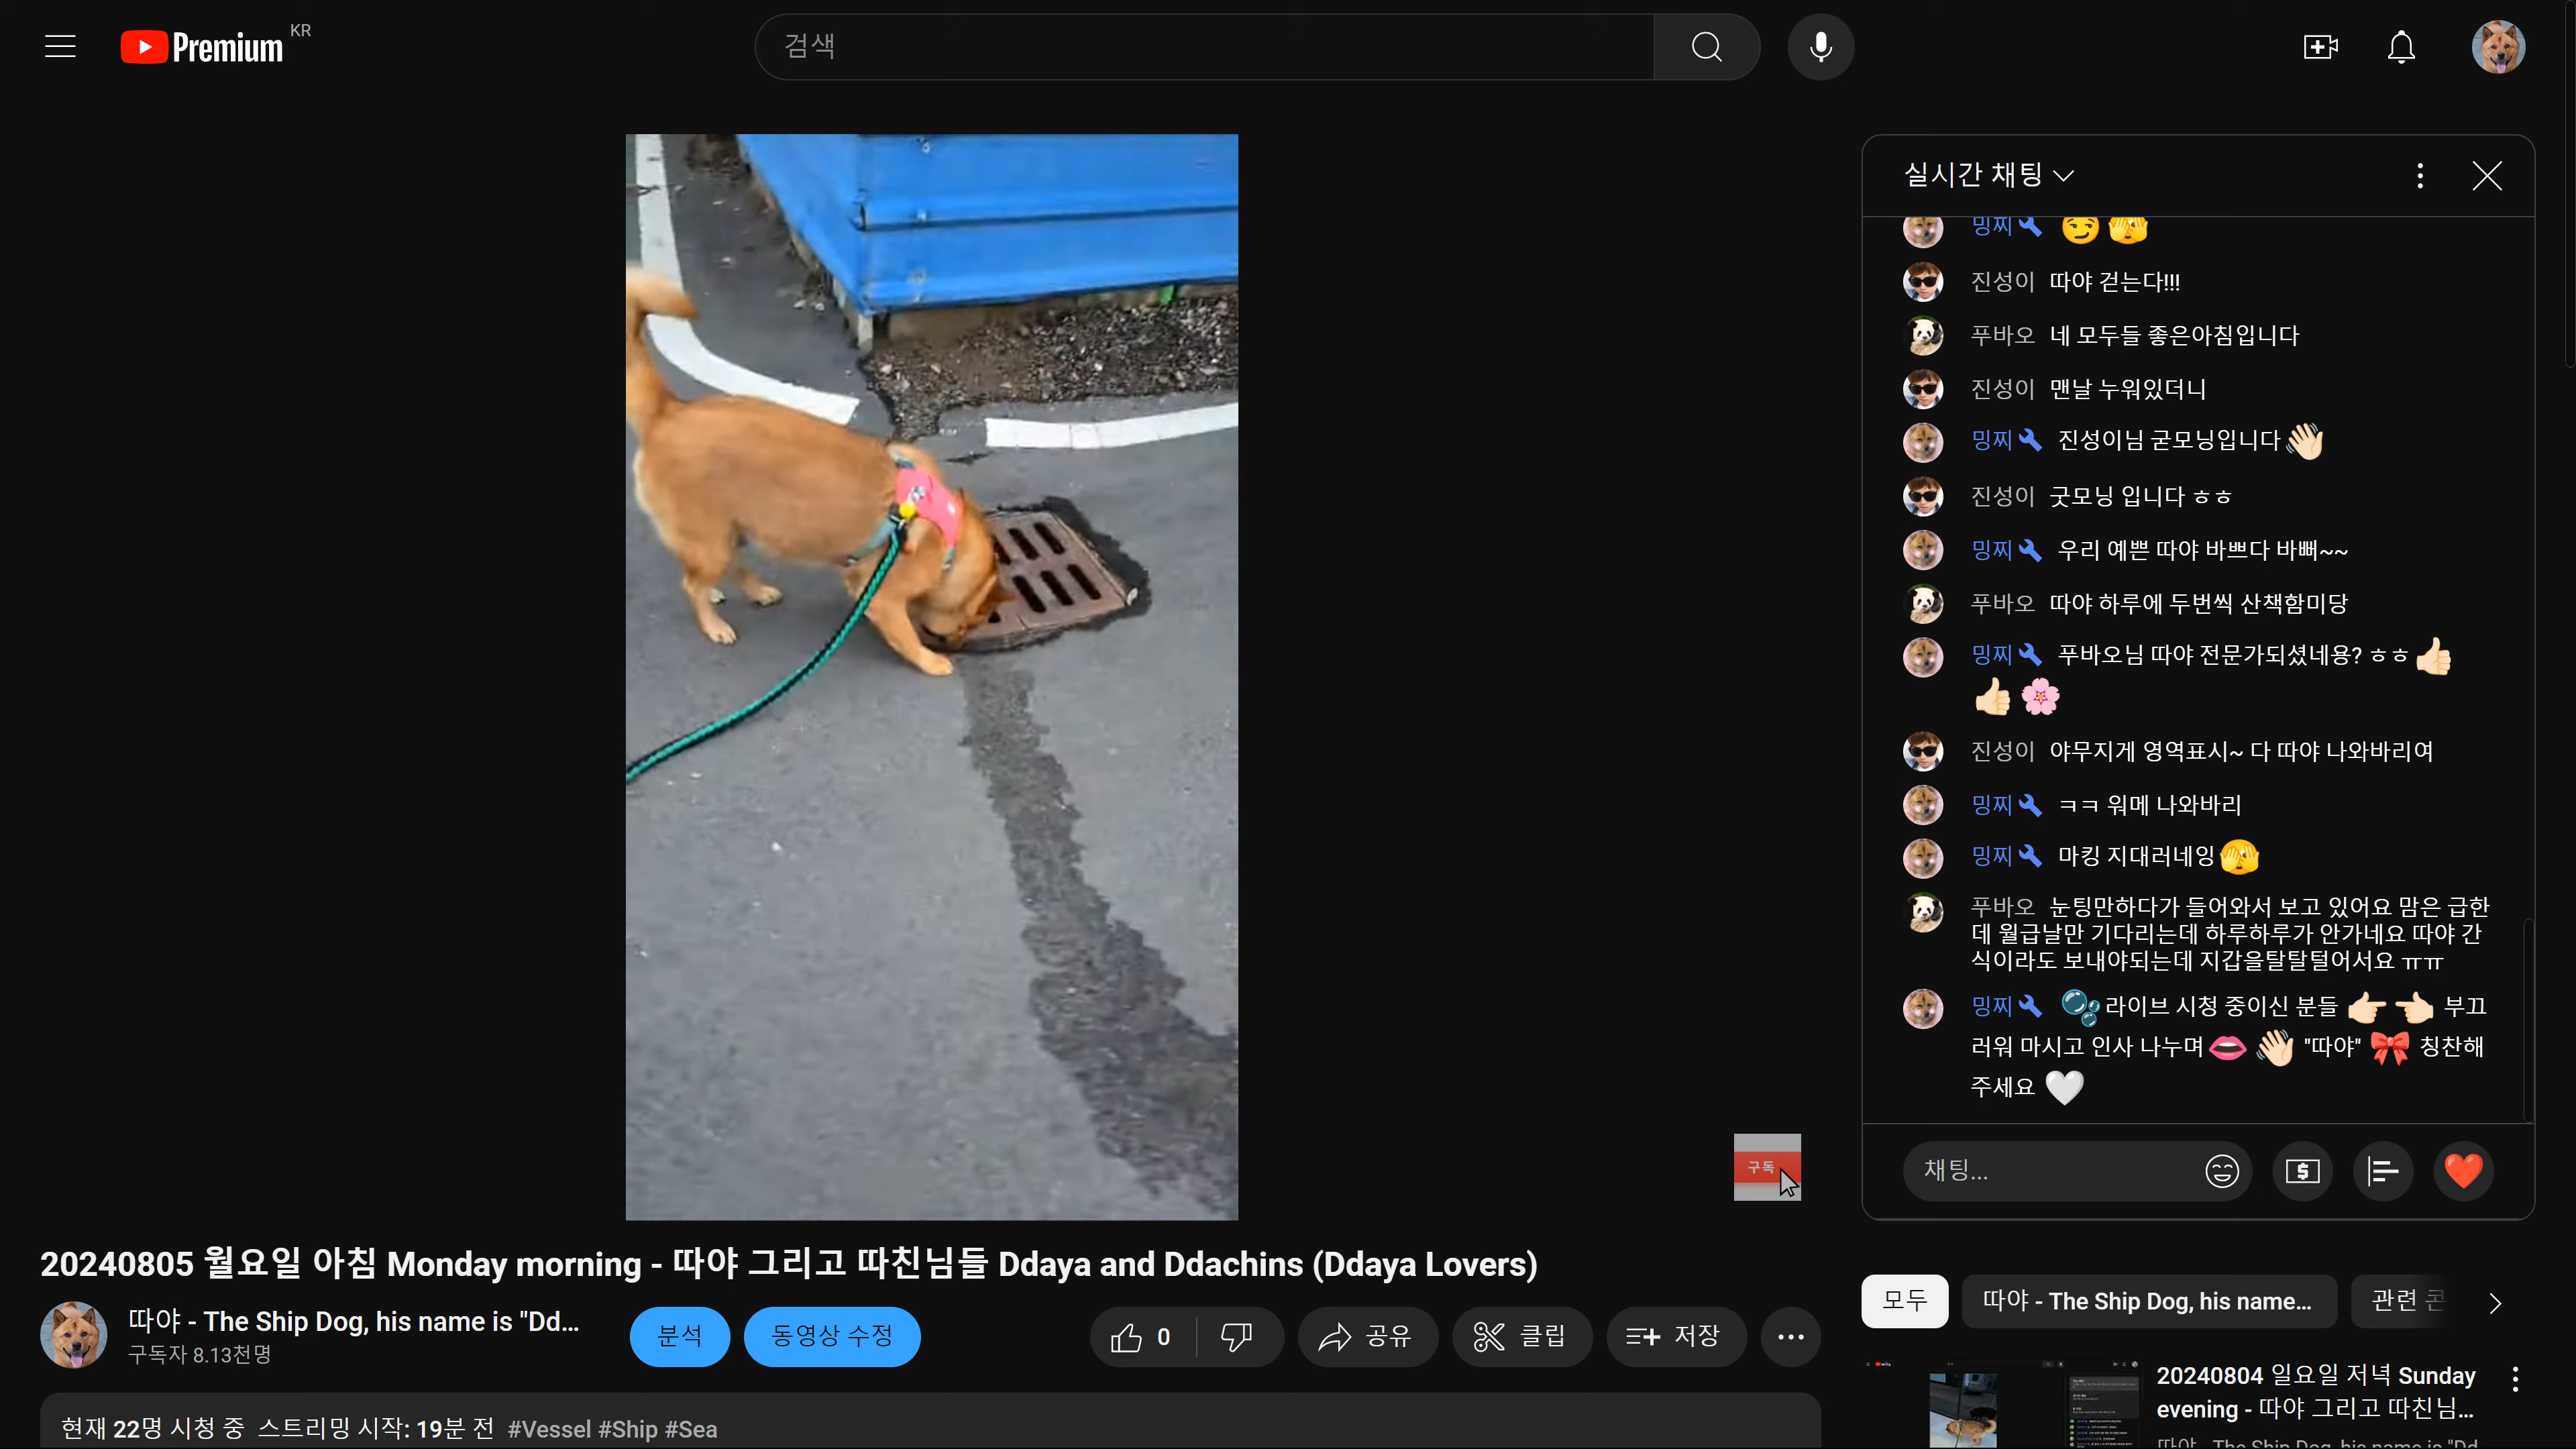 Premium KR
검색
실시간 채팅
밍찌 😏🫣
진성이 따야 걷는다!!!
푸바오 네 모두들 좋은아침입니다
진성이 맨날 누워있더니
밍찌 진성이님 굳모닝입니다👋🏻
진성이 굿모닝 입니다 ㅎㅎ
밍찌 우리 예쁜 따야 바쁘다 바뻐~~
푸바오 따야 하루에 두번씩 산책함미당
밍찌 푸바오님 따야 전문가되셨네용? ㅎㅎ👍🏻
👍🏻🌸
진성이 야무지게 영역표시~ 다 따야 나와바리여
밍찌 ㅋㅋ 워메 나와바리
밍찌 마킹 지대러네잉🫣
푸바오 눈팅만하다가 들어와서 보고 있어요 맘은 급한
데 월급날만 기다리는데 하루하루가 안가네요 따야 간
식이라도 보내야되는데 지갑을탈탈털어서요 ㅠㅠ
밍찌 🫧라이브 시청 중이신 분들 👉🏻👈🏻 부끄
러워 마시고 인사 나누며👄👋🏻 "따야" 🎀 칭찬해
주세요 🤍
채팅...
구독
20240805 월요일 아침 Monday morning - 따야 그리고 따친님들 Ddaya and Ddachins (Ddaya Lovers)
따야 - The Ship Dog, his name is "Dd...
구독자 8.13천명
분석
동영상 수정
0
공유
클립
저장
현재 22명 시청 중 스트리밍 시작: 19분 전 #Vessel #Ship #Sea
모두
따야 - The Ship Dog, his name...
관련
20240804 일요일 저녁 Sunday
evening - 따야 그리고 따친님...